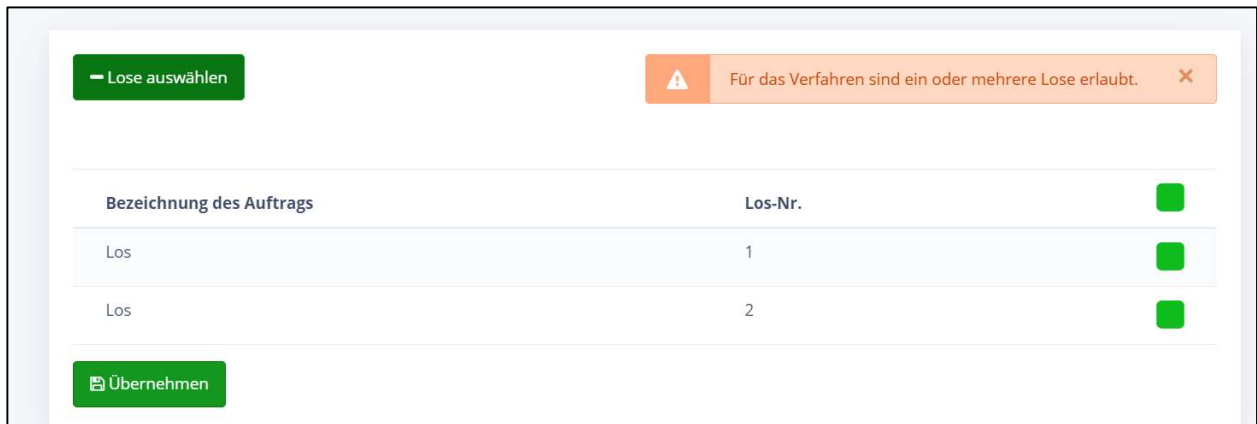 Lose auswählen
Für das Verfahren sind ein oder mehrere Lose erlaubt.
Bezeichnung des Auftrags Los-Nr.
Los 1
Los 2
Übernehmen